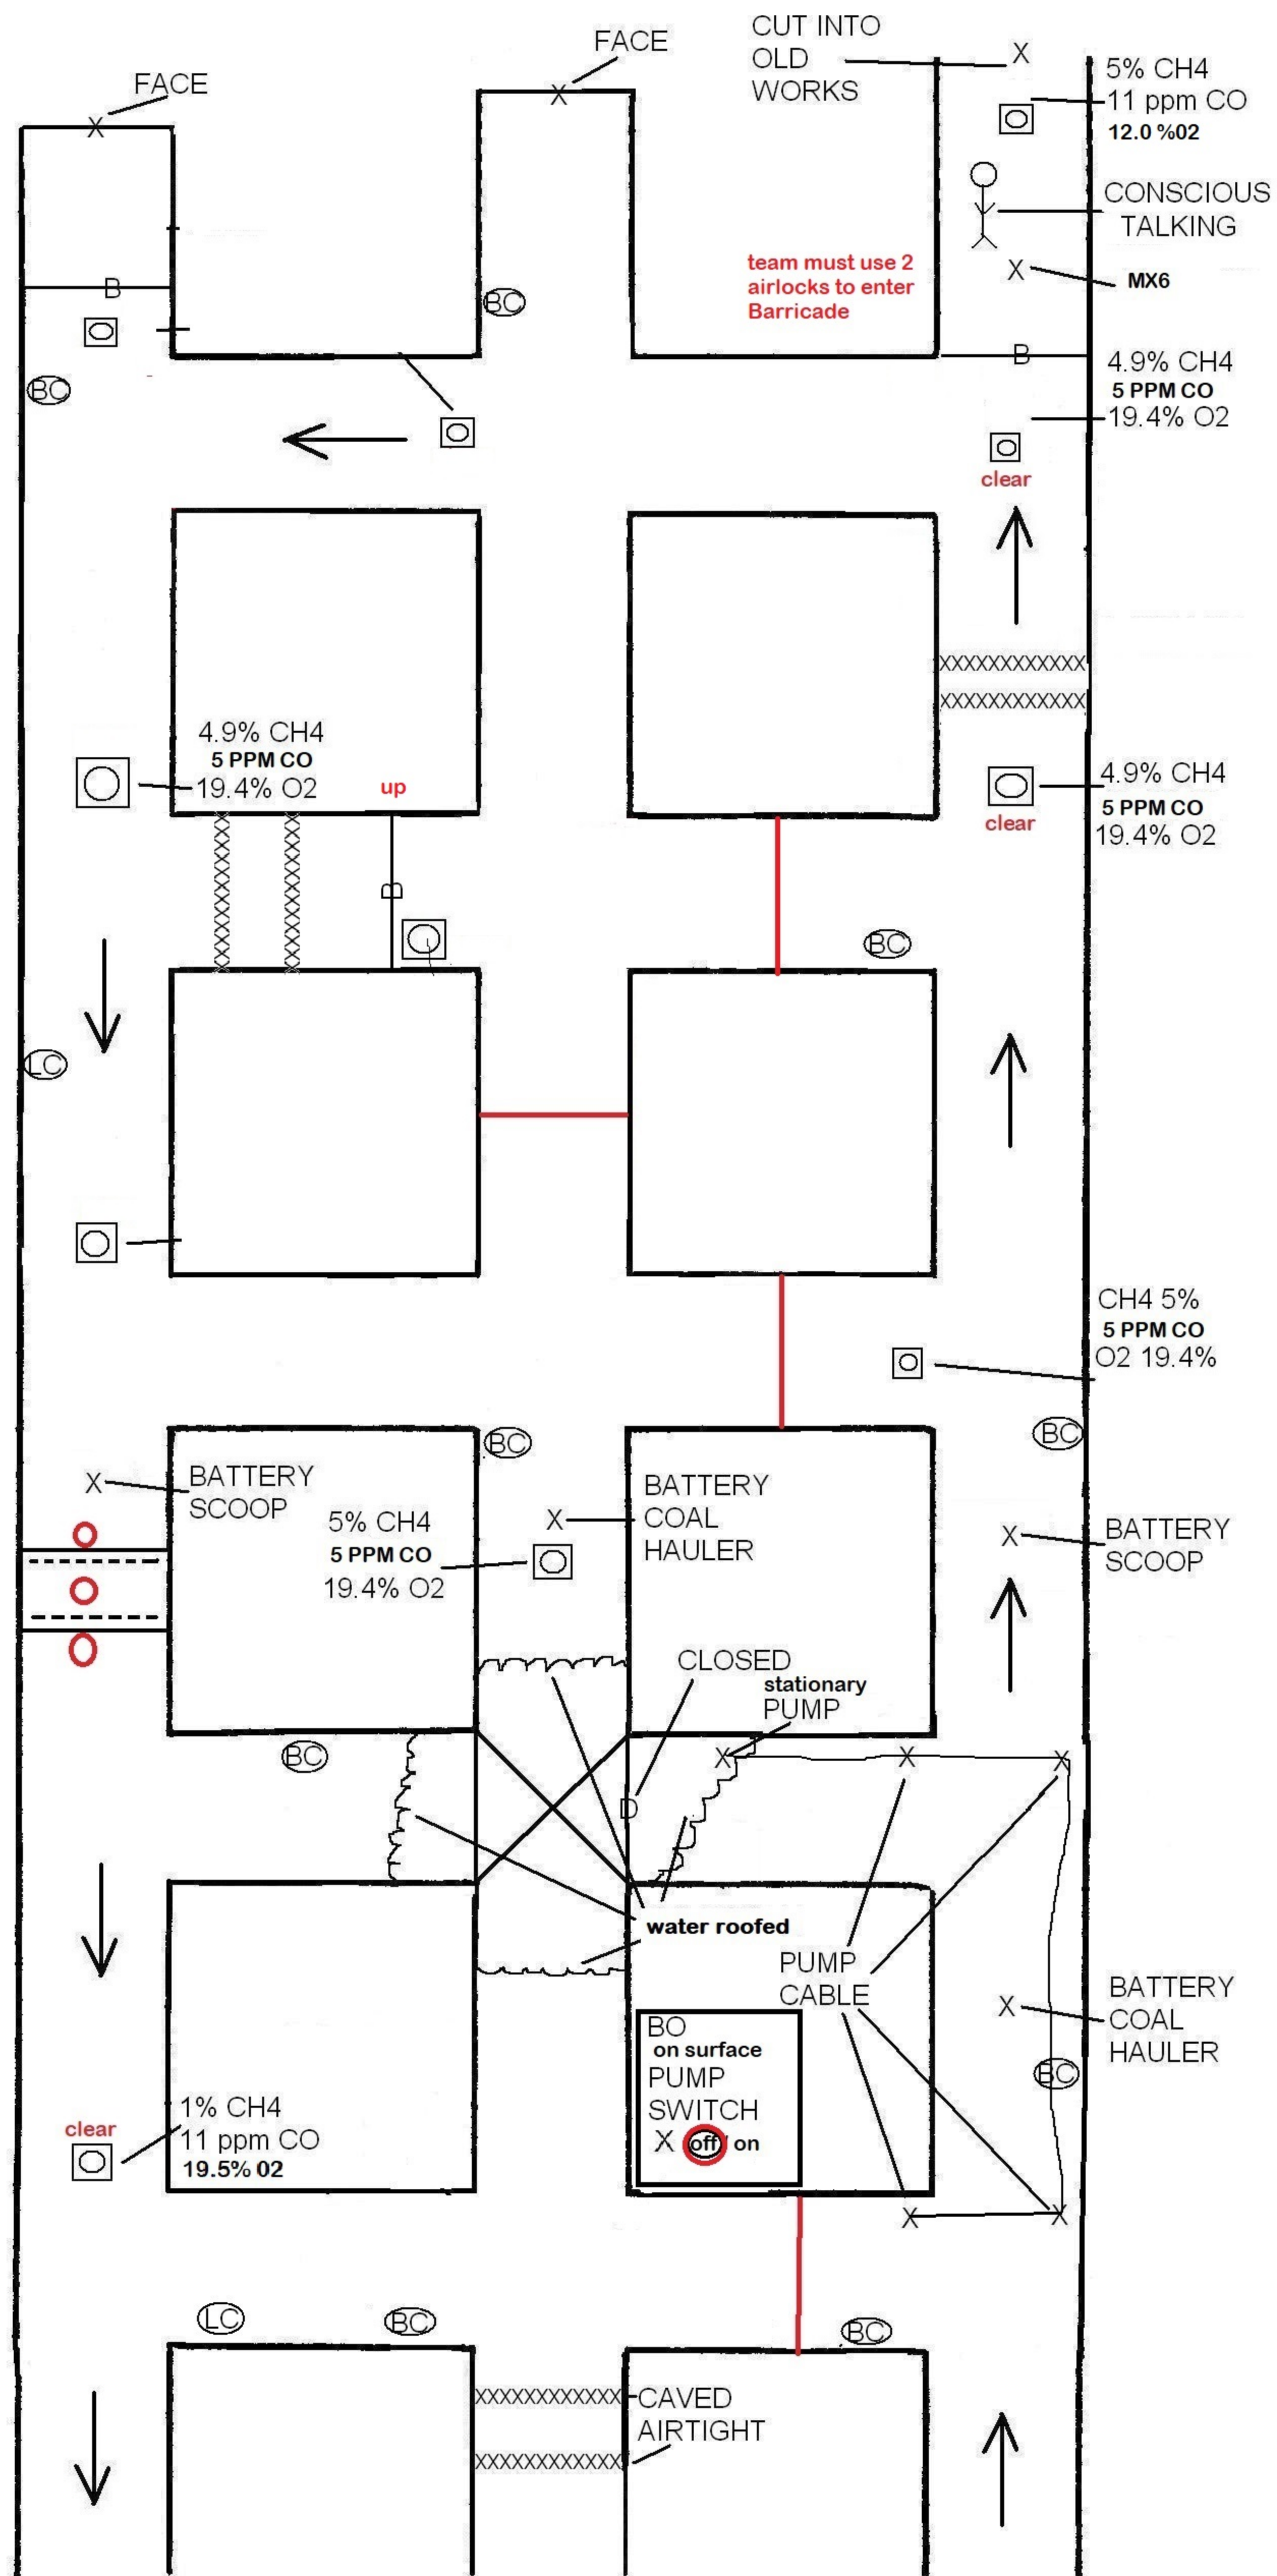 CUT INTO
OLD
WORKS
FACE
FACE
X
X
X
5% CH4
11 ppm CO
12.0 %02
CONSCIOUS
TALKING
team must use 2
airlocks to enter
Barricade
X
MX6
B
BC
BC
B
4.9% CH4
5 PPM CO
19.4% O2
clear
XXXXXXXXXXX
XXXXXXXXXXX
4.9% CH4
5 PPM CO
19.4% O2
up
4.9% CH4
5 PPM CO
19.4% O2
clear
B
BC
LC
CH4 5%
5 PPM CO
O2 19.4%
BC
BC
X
BATTERY
SCOOP
5% CH4
5 PPM CO
19.4% O2
X
BATTERY
COAL
HAULER
X
BATTERY
SCOOP
CLOSED
stationary
PUMP
BC
X
X
X
D
water roofed
PUMP
CABLE
X
BATTERY
COAL
HAULER
BO
on surface
PUMP
SWITCH
X off on
BC
1% CH4
11 ppm CO
19.5% 02
clear
X
X
LC
BC
BC
XXXXXXXXXXX
CAVED
AIRTIGHT
XXXXXXXXXXX